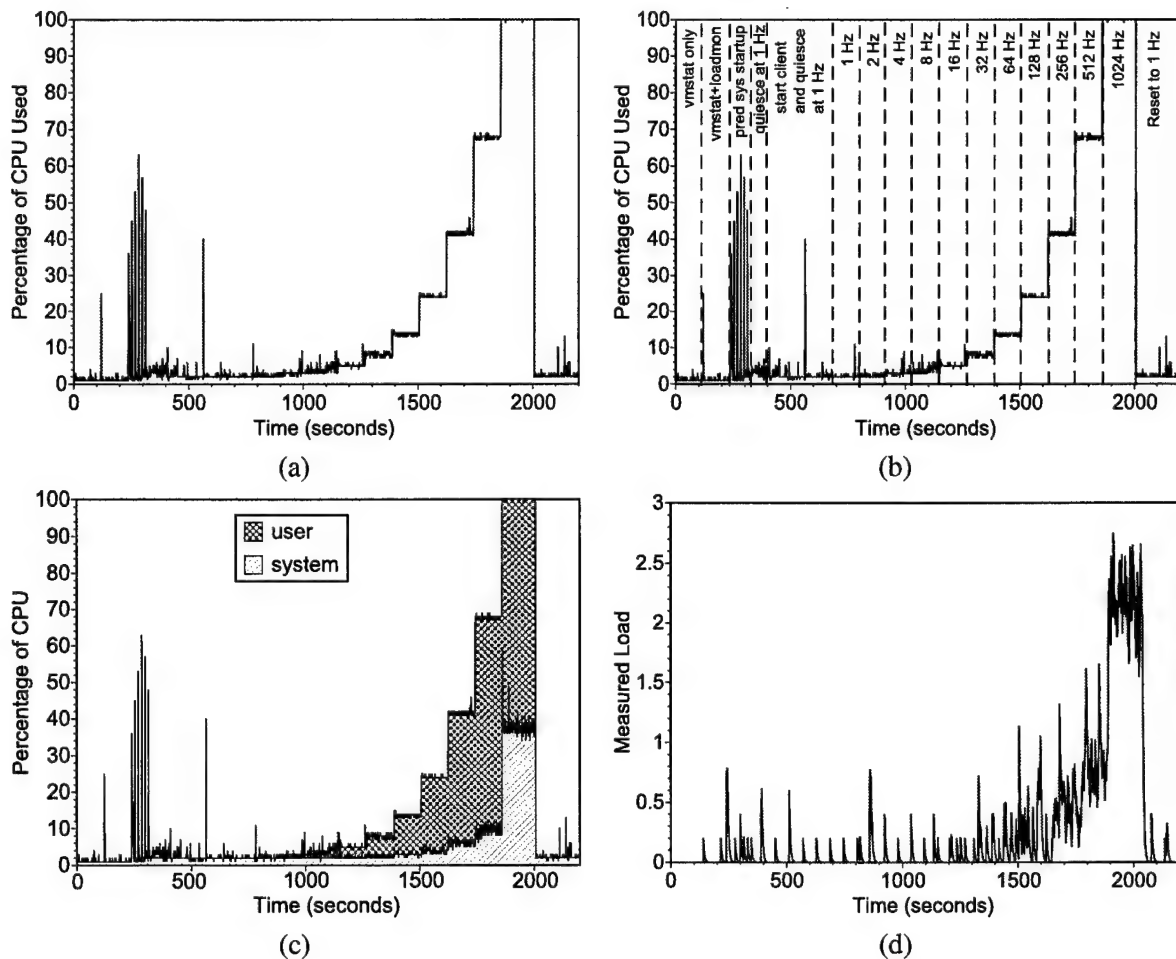 Percentage of CPU Used
100
90
80
70
60
50
40
30
20
10
0
0 500 1000 1500 2000
Time (seconds)
(a)
Percentage of CPU Used
100
90
80
70
60
50
40
30
20
10
0
vmstat only
vmstat+loadmon
pred sys startup
quiesce at 1 Hz
start client
and quiesce
at 1 Hz
1 Hz
2 Hz
4 Hz
8 Hz
16 Hz
32 Hz
64 Hz
128 Hz
256 Hz
512 Hz
1024 Hz
Reset to 1 Hz
0 500 1000 1500 2000
Time (seconds)
(b)
Percentage of CPU
100
90
80
70
60
50
40
30
20
10
0
user
system
0 500 1000 1500 2000
Time (seconds)
(c)
Measured Load
3
2.5
2
1.5
1
0.5
0
0 500 1000 1500 2000
Time (seconds)
(d)